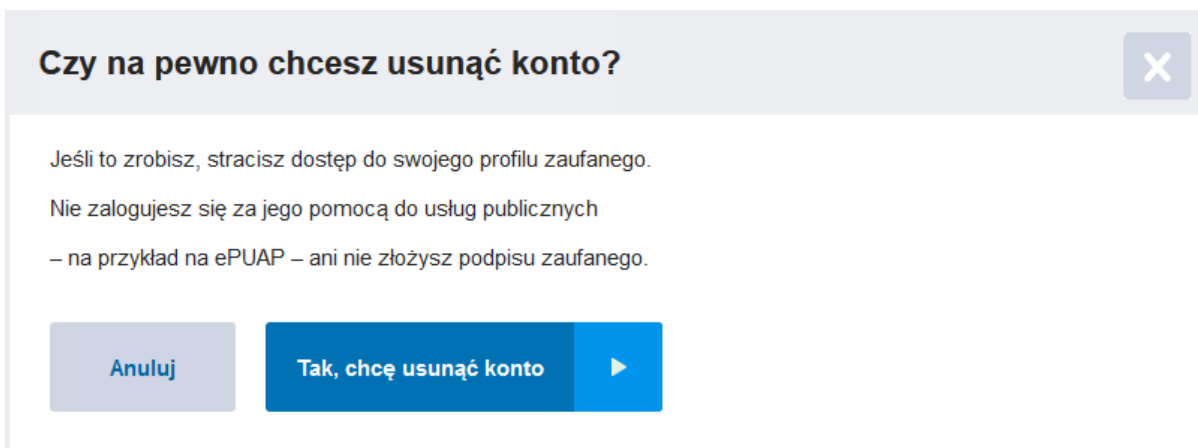 Czy na pewno chcesz usunąć konto?
Jeśli to zrobisz, stracisz dostęp do swojego profilu zaufanego.
Nie zalogujesz się za jego pomocą do usług publicznych
– na przykład na ePUAP – ani nie złożysz podpisu zaufanego.
Anuluj
Tak, chcę usunąć konto